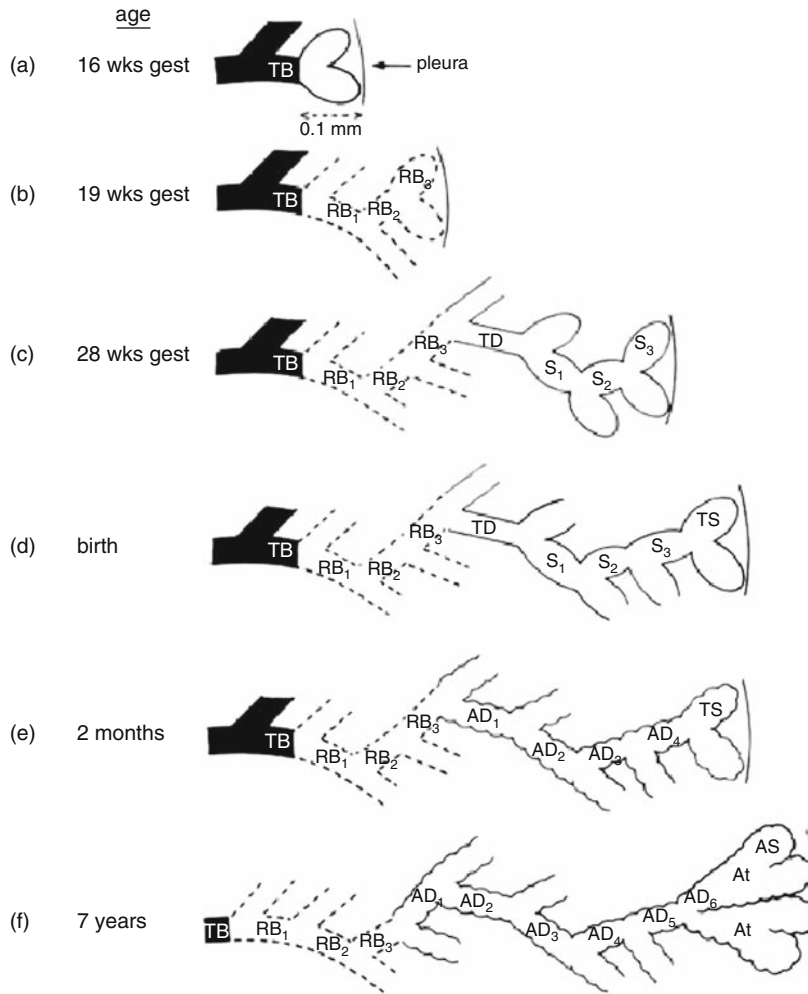 age
(a) 16 wks gest TB pleura
0.1 mm
(b) 19 wks gest TB RB₁ RB₂ RB₃
(c) 28 wks gest TB RB₁ RB₂ RB₃ TD S₁ S₂ S₃
(d) birth TB RB₁ RB₂ RB₃ TD S₁ S₂ S₃ TS
(e) 2 months TB RB₁ RB₂ RB₃ AD₁ AD₂ AD₃ AD₄ TS
(f) 7 years TB RB₁ RB₂ RB₃ AD₁ AD₂ AD₃ AD₄ AD₅ AD₆ At AS At